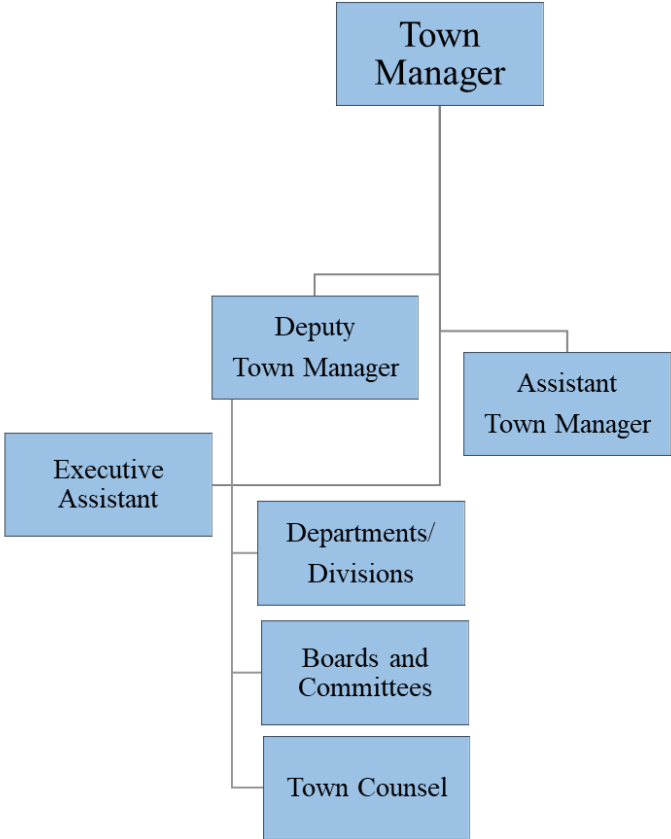 Town
Manager
Deputy
Town Manager
Assistant
Town Manager
Executive
Assistant
Departments/
Divisions
Boards and
Committees
Town Counsel